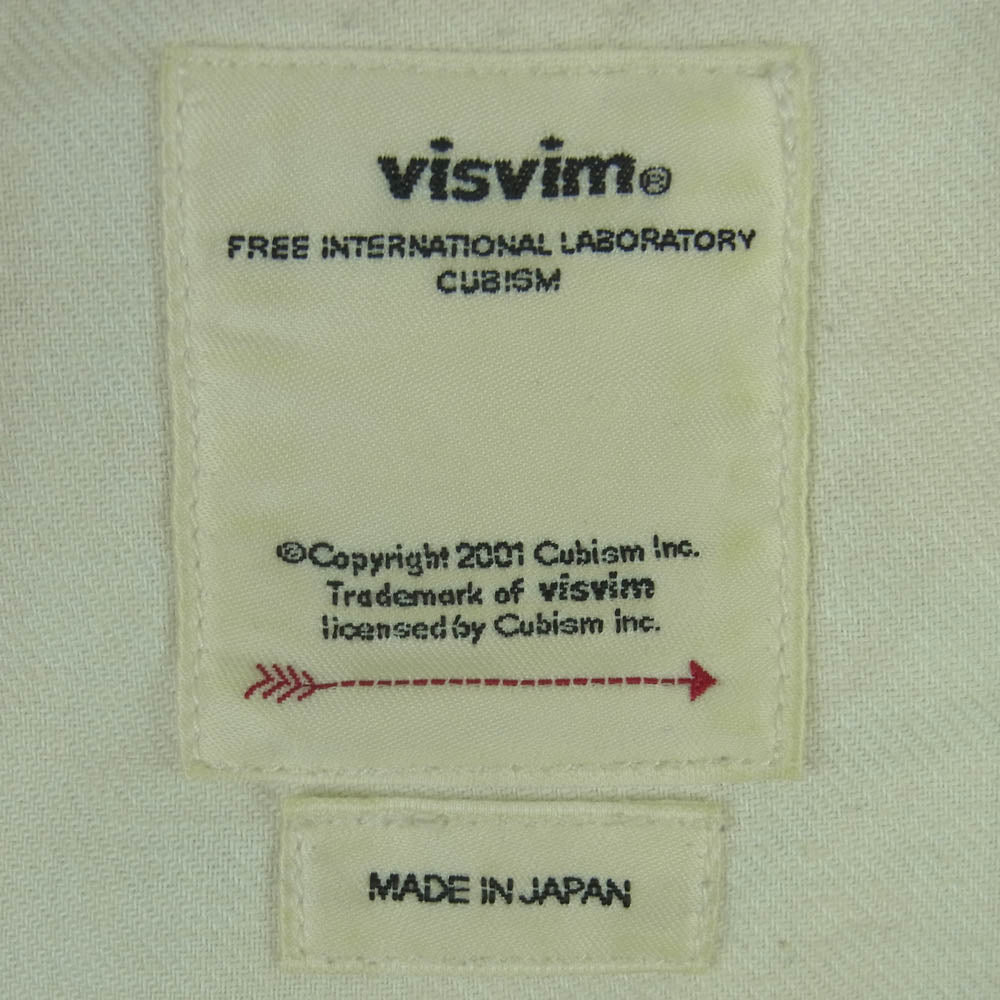 visvim®
FREE INTERNATIONAL LABORATORY
CUBISM
©Copyright 2001 Cubism Inc.
Trademark of visvim
licensed by Cubism inc.
MADE IN JAPAN